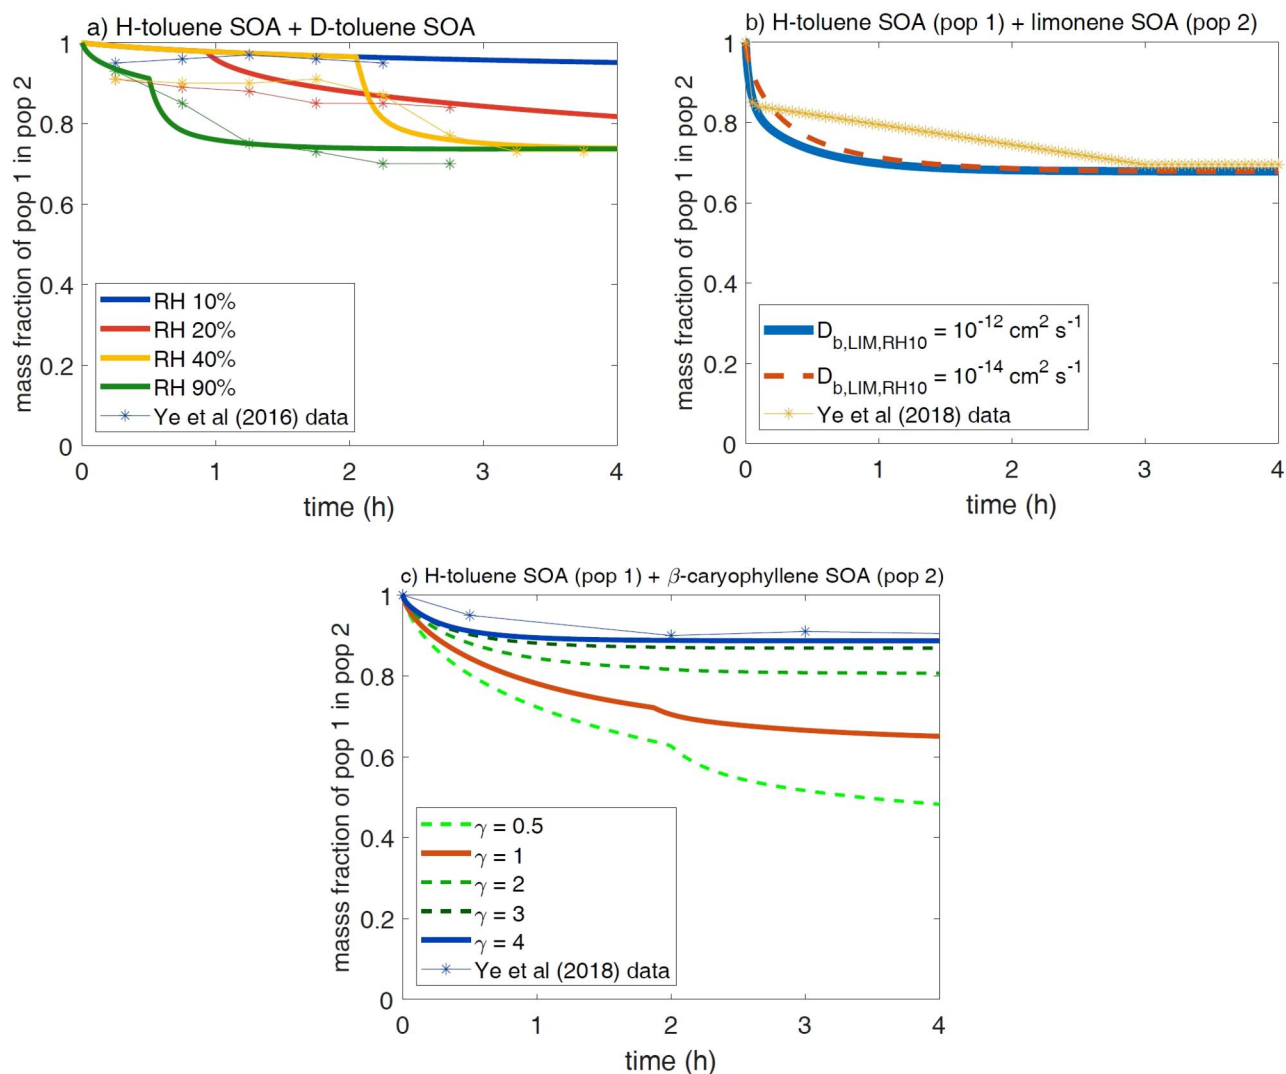 a) H-toluene SOA + D-toluene SOA
mass fraction of pop 1 in pop 2
1
0.8
0.6
0.4
0.2
0
RH 10%
RH 20%
RH 40%
RH 90%
Ye et al (2016) data
0 1 2 3 4
time (h)
b) H-toluene SOA (pop 1) + limonene SOA (pop 2)
mass fraction of pop 1 in pop 2
1
0.8
0.6
0.4
0.2
0
D_b,LIM,RH10 = 10^-12 cm^2 s^-1
D_b,LIM,RH10 = 10^-14 cm^2 s^-1
Ye et al (2018) data
0 1 2 3 4
time (h)
c) H-toluene SOA (pop 1) + β-caryophyllene SOA (pop 2)
masss fraction of pop 1 in pop 2
1
0.8
0.6
0.4
0.2
0
γ = 0.5
γ = 1
γ = 2
γ = 3
γ = 4
Ye et al (2018) data
0 1 2 3 4
time (h)